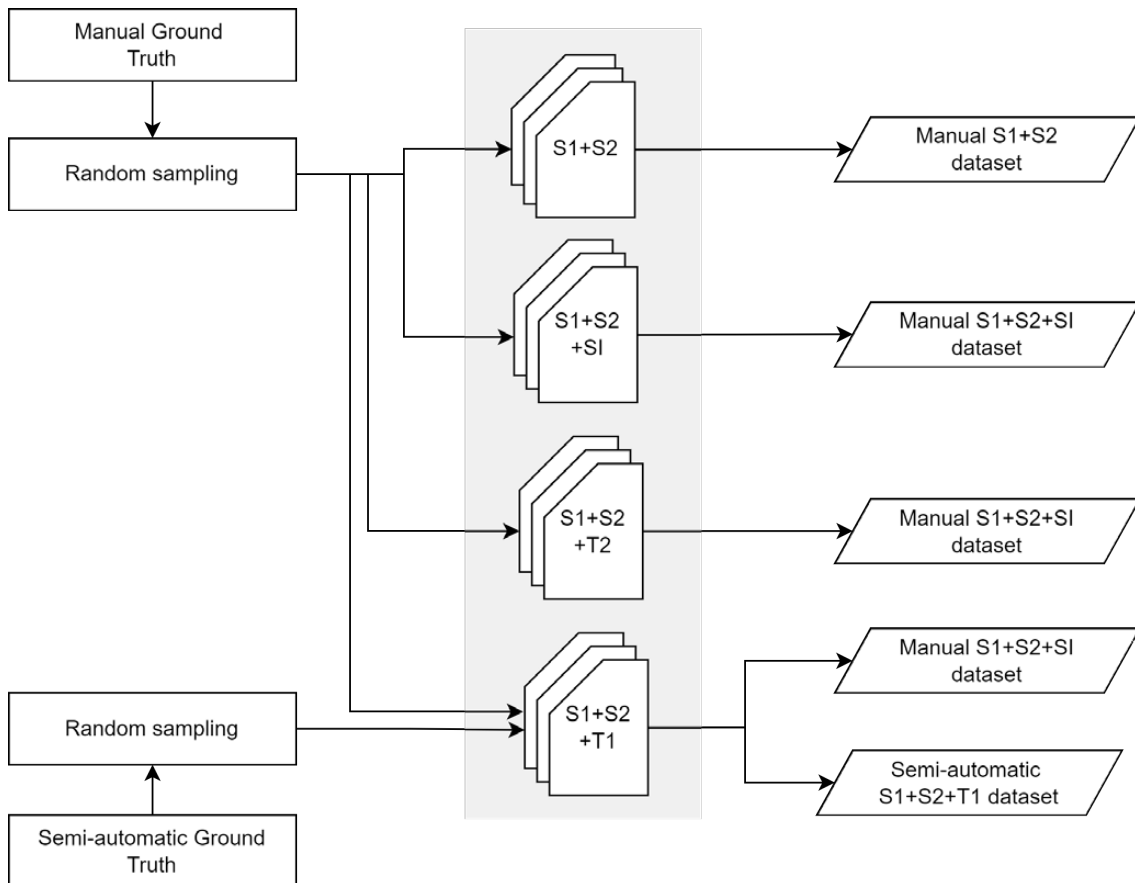 Manual Ground
Truth
Random sampling
S1+S2
Manual S1+S2
dataset
S1+S2
+SI
Manual S1+S2+SI
dataset
S1+S2
+T2
Manual S1+S2+SI
dataset
Random sampling
S1+S2
+T1
Manual S1+S2+SI
dataset
Semi-automatic
S1+S2+T1 dataset
Semi-automatic Ground
Truth